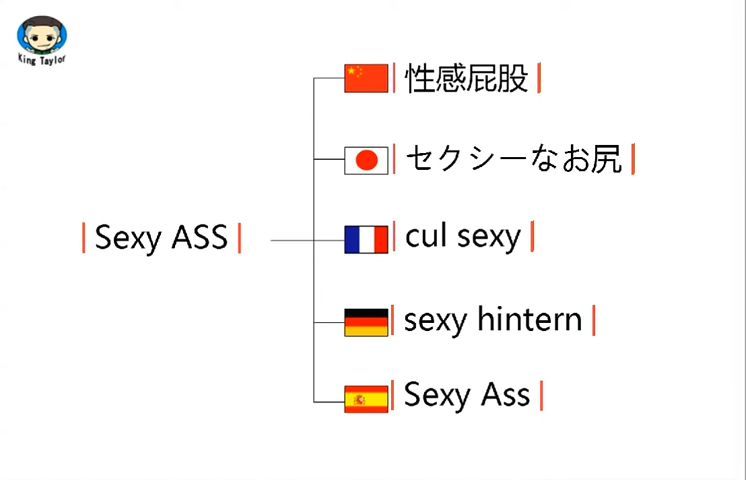 King Taylor
性感屁股
セクシーなお尻
Sexy ASS
cul sexy
sexy hintern
Sexy Ass